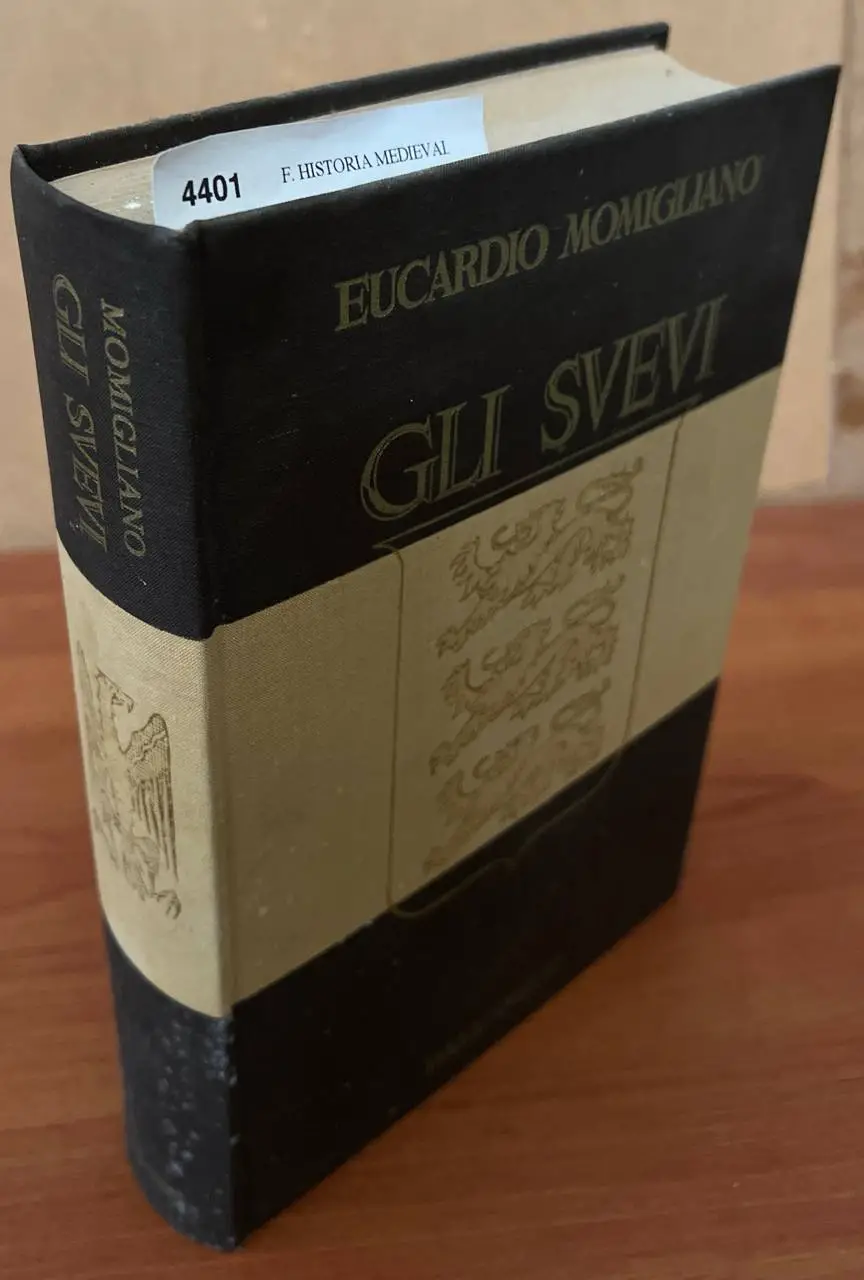 4401 F. HISTORIA MEDIEVAL
EUCARDIO MOMIGLIANO
GLI SVEVI
MOMIGLIANO
GLI SVEVI